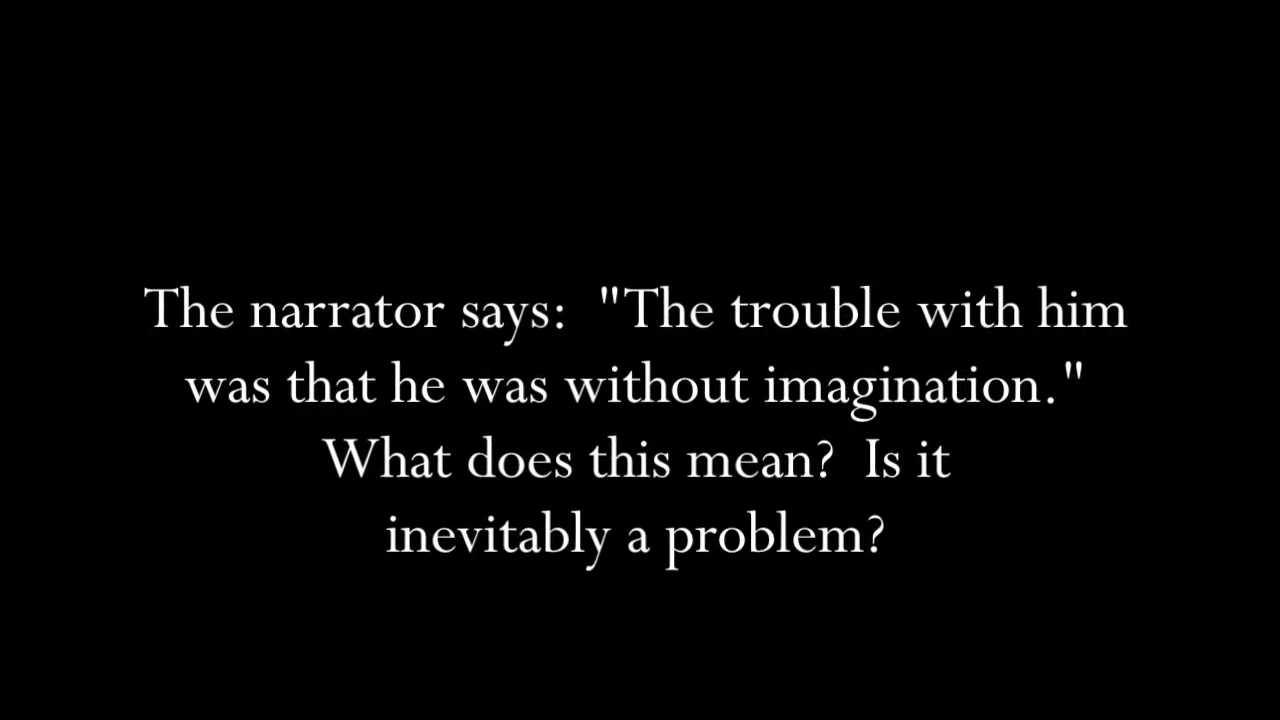 The narrator says:  "The trouble with him
was that he was without imagination."
What does this mean?  Is it
inevitably a problem?